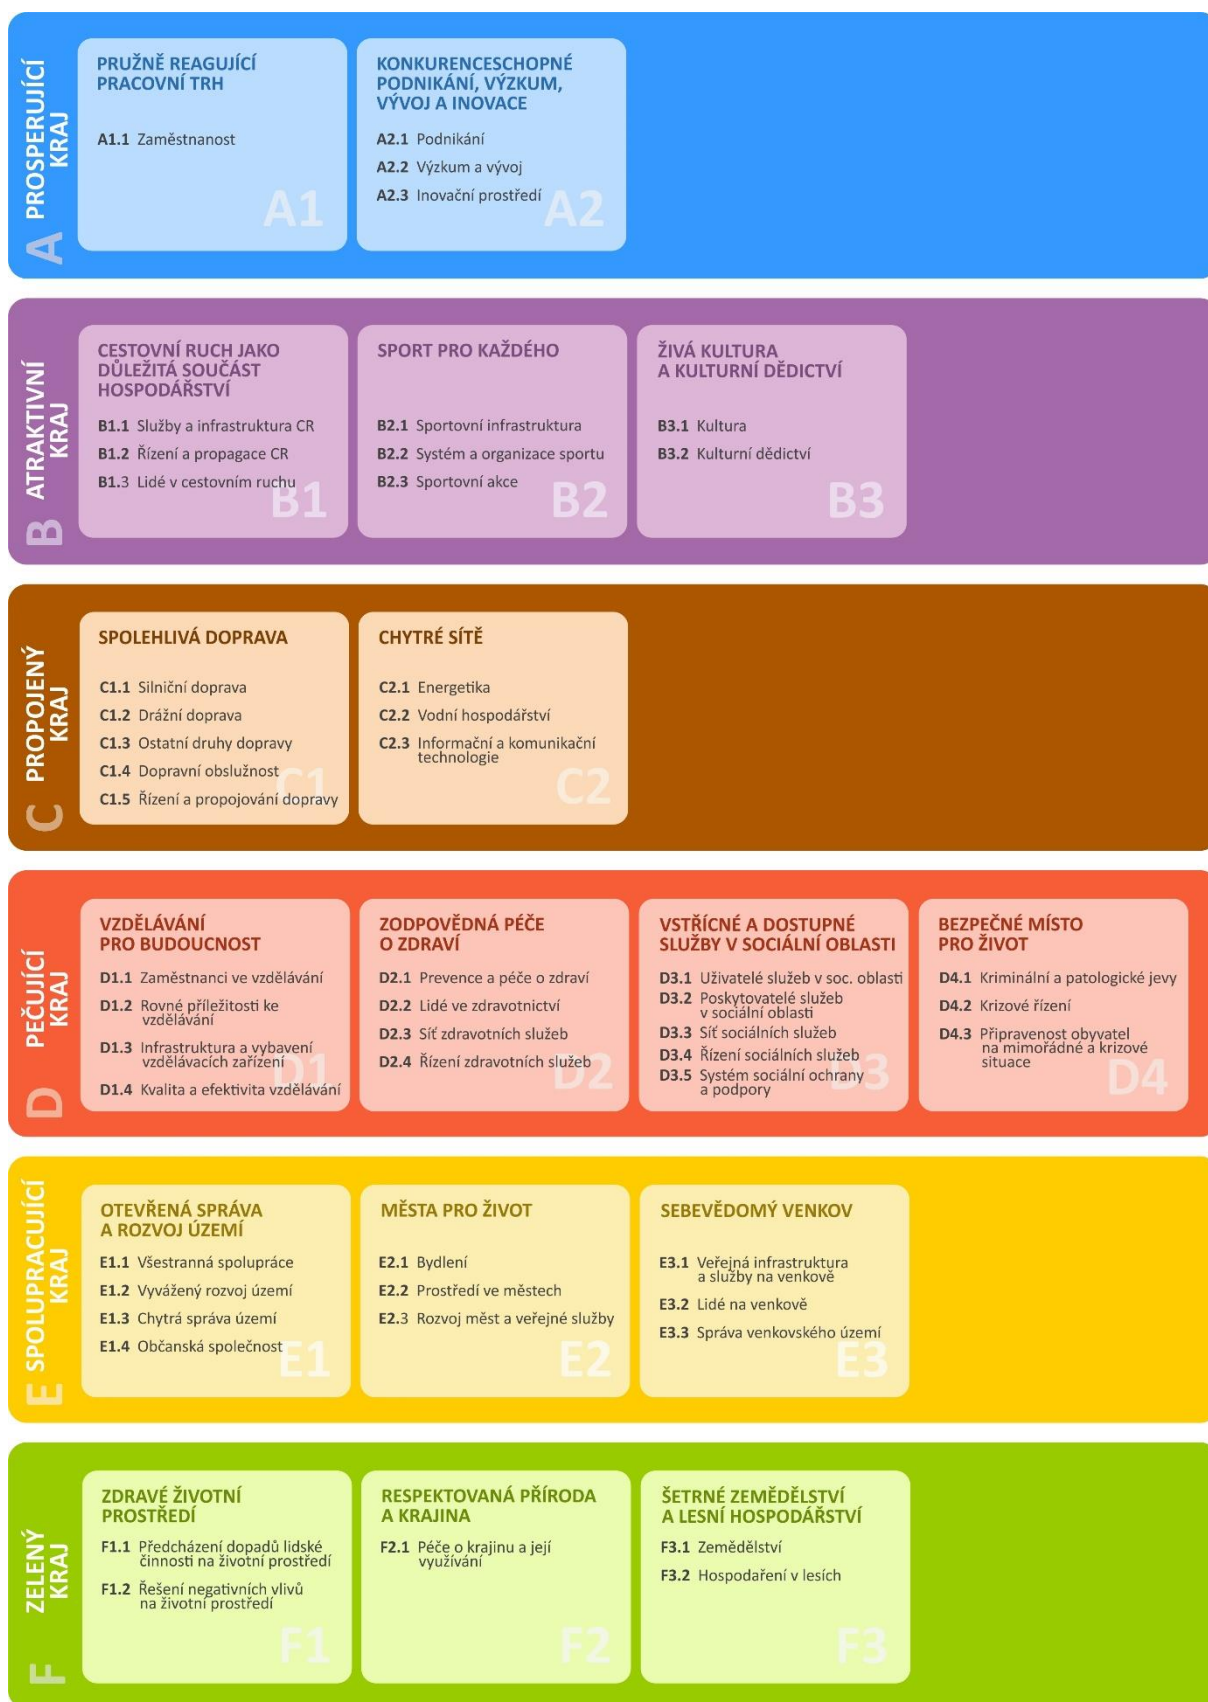 A PROSPERUJÍCÍ
KRAJ
PRUŽNĚ REAGUJÍCÍ
PRACOVNÍ TRH
A1.1 Zaměstnanost
A1
KONKURENCESCHOPNÉ
PODNIKÁNÍ, VÝZKUM,
VÝVOJ A INOVACE
A2.1 Podnikání
A2.2 Výzkum a vývoj
A2.3 Inovační prostředí
A2
B ATRAKTIVNÍ
KRAJ
CESTOVNÍ RUCH JAKO
DŮLEŽITÁ SOUČÁST
HOSPODÁŘSTVÍ
B1.1 Služby a infrastruktura CR
B1.2 Řízení a propagace CR
B1.3 Lidé v cestovním ruchu
B1
SPORT PRO KAŽDÉHO
B2.1 Sportovní infrastruktura
B2.2 Systém a organizace sportu
B2.3 Sportovní akce
B2
ŽIVÁ KULTURA
A KULTURNÍ DĚDICTVÍ
B3.1 Kultura
B3.2 Kulturní dědictví
B3
C PROPOJENÝ
KRAJ
SPOLEHLIVÁ DOPRAVA
C1.1 Silniční doprava
C1.2 Drážní doprava
C1.3 Ostatní druhy dopravy
C1.4 Dopravní obslužnost
C1.5 Řízení a propojování dopravy
C1
CHYTRÉ SÍTĚ
C2.1 Energetika
C2.2 Vodní hospodářství
C2.3 Informační a komunikační
technologie
C2
D PEČUJÍCÍ
KRAJ
VZDĚLÁVÁNÍ
PRO BUDOUCNOST
D1.1 Zaměstnanci ve vzdělávání
D1.2 Rovné příležitosti ke
vzdělávání
D1.3 Infrastruktura a vybavení
vzdělávacích zařízení
D1.4 Kvalita a efektivita vzdělávání
D1
ZODPOVĚDNÁ PÉČE
O ZDRAVÍ
D2.1 Prevence a péče o zdraví
D2.2 Lidé ve zdravotnictví
D2.3 Síť zdravotních služeb
D2.4 Řízení zdravotních služeb
D2
VSTŘÍCNÉ A DOSTUPNÉ
SLUŽBY V SOCIÁLNÍ OBLASTI
D3.1 Uživatelé služeb v soc. oblasti
D3.2 Poskytovatelé služeb
v sociální oblasti
D3.3 Síť sociálních služeb
D3.4 Řízení sociálních služeb
D3.5 Systém sociální ochrany
a podpory
D3
BEZPEČNÉ MÍSTO
PRO ŽIVOT
D4.1 Kriminální a patologické jevy
D4.2 Krizové řízení
D4.3 Připravenost obyvatel
na mimořádné a krizové
situace
D4
E SPOLUPRACUJÍCÍ
KRAJ
OTEVŘENÁ SPRÁVA
A ROZVOJ ÚZEMÍ
E1.1 Všestranná spolupráce
E1.2 Vyvážený rozvoj území
E1.3 Chytrá správa území
E1.4 Občanská společnost
E1
MĚSTA PRO ŽIVOT
E2.1 Bydlení
E2.2 Prostředí ve městech
E2.3 Rozvoj měst a veřejné služby
E2
SEBEVĚDOMÝ VENKOV
E3.1 Veřejná infrastruktura
a služby na venkově
E3.2 Lidé na venkově
E3.3 Správa venkovského území
E3
F ZELENÝ
KRAJ
ZDRAVÉ ŽIVOTNÍ
PROSTŘEDÍ
F1.1 Předcházení dopadů lidské
činnosti na životní prostředí
F1.2 Řešení negativních vlivů
na životní prostředí
F1
RESPEKTOVANÁ PŘÍRODA
A KRAJINA
F2.1 Péče o krajinu a její
využívání
F2
ŠETRNÉ ZEMĚDĚLSTVÍ
A LESNÍ HOSPODÁŘSTVÍ
F3.1 Zemědělství
F3.2 Hospodaření v lesích
F3